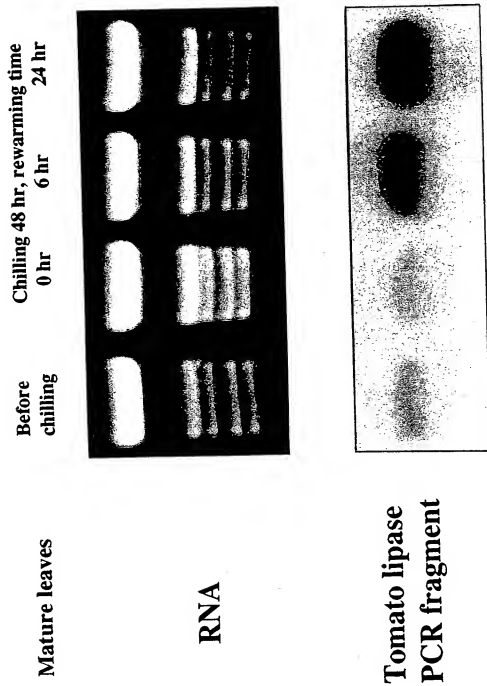 Mature leaves
Before
chilling
Chilling 48 hr, rewarming time
0 hr
6 hr
24 hr
RNA
Tomato lipase
PCR fragment